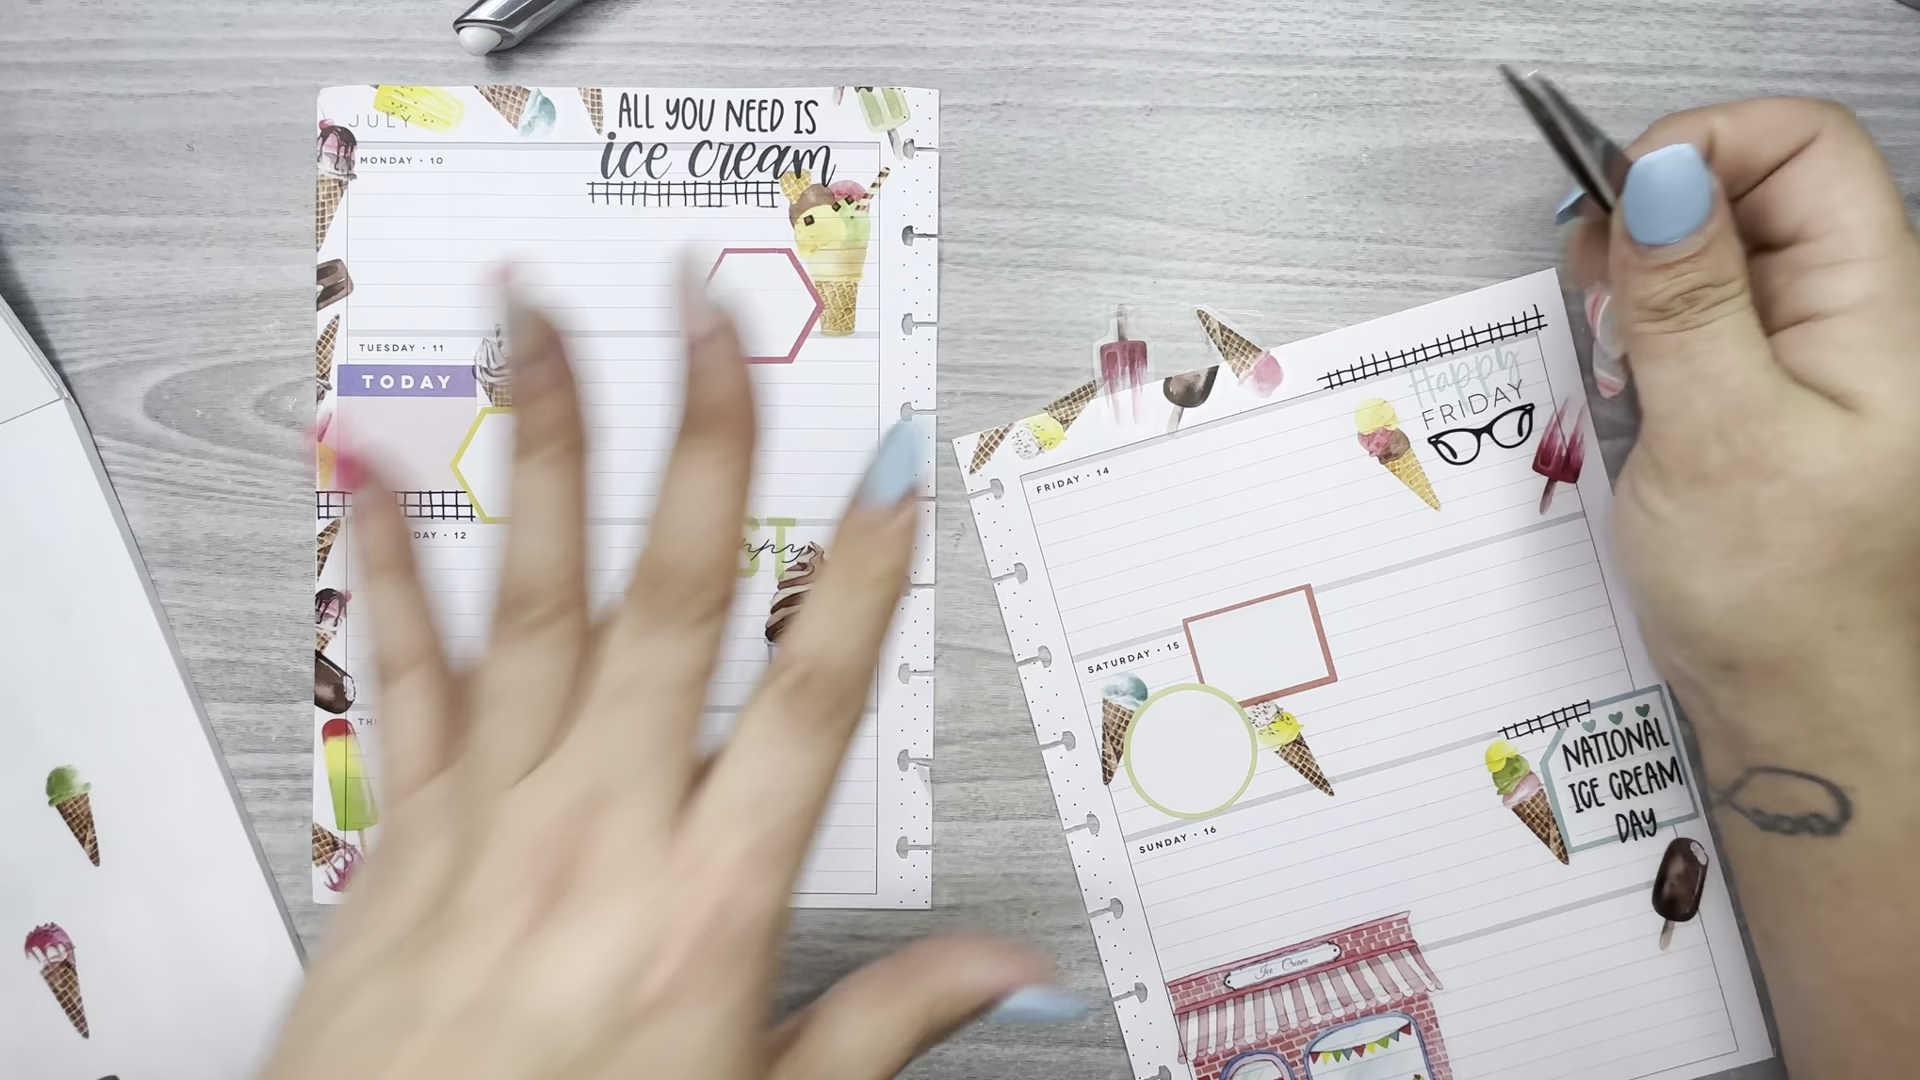 JULY
ALL YOU NEED IS
ice cream
MONDAY • 10
TUESDAY • 11
TODAY
DAY • 12
Happy
FRIDAY
FRIDAY • 14
SATURDAY • 15
NATIONAL
ICE CREAM
DAY
SUNDAY • 16
Ice Cream